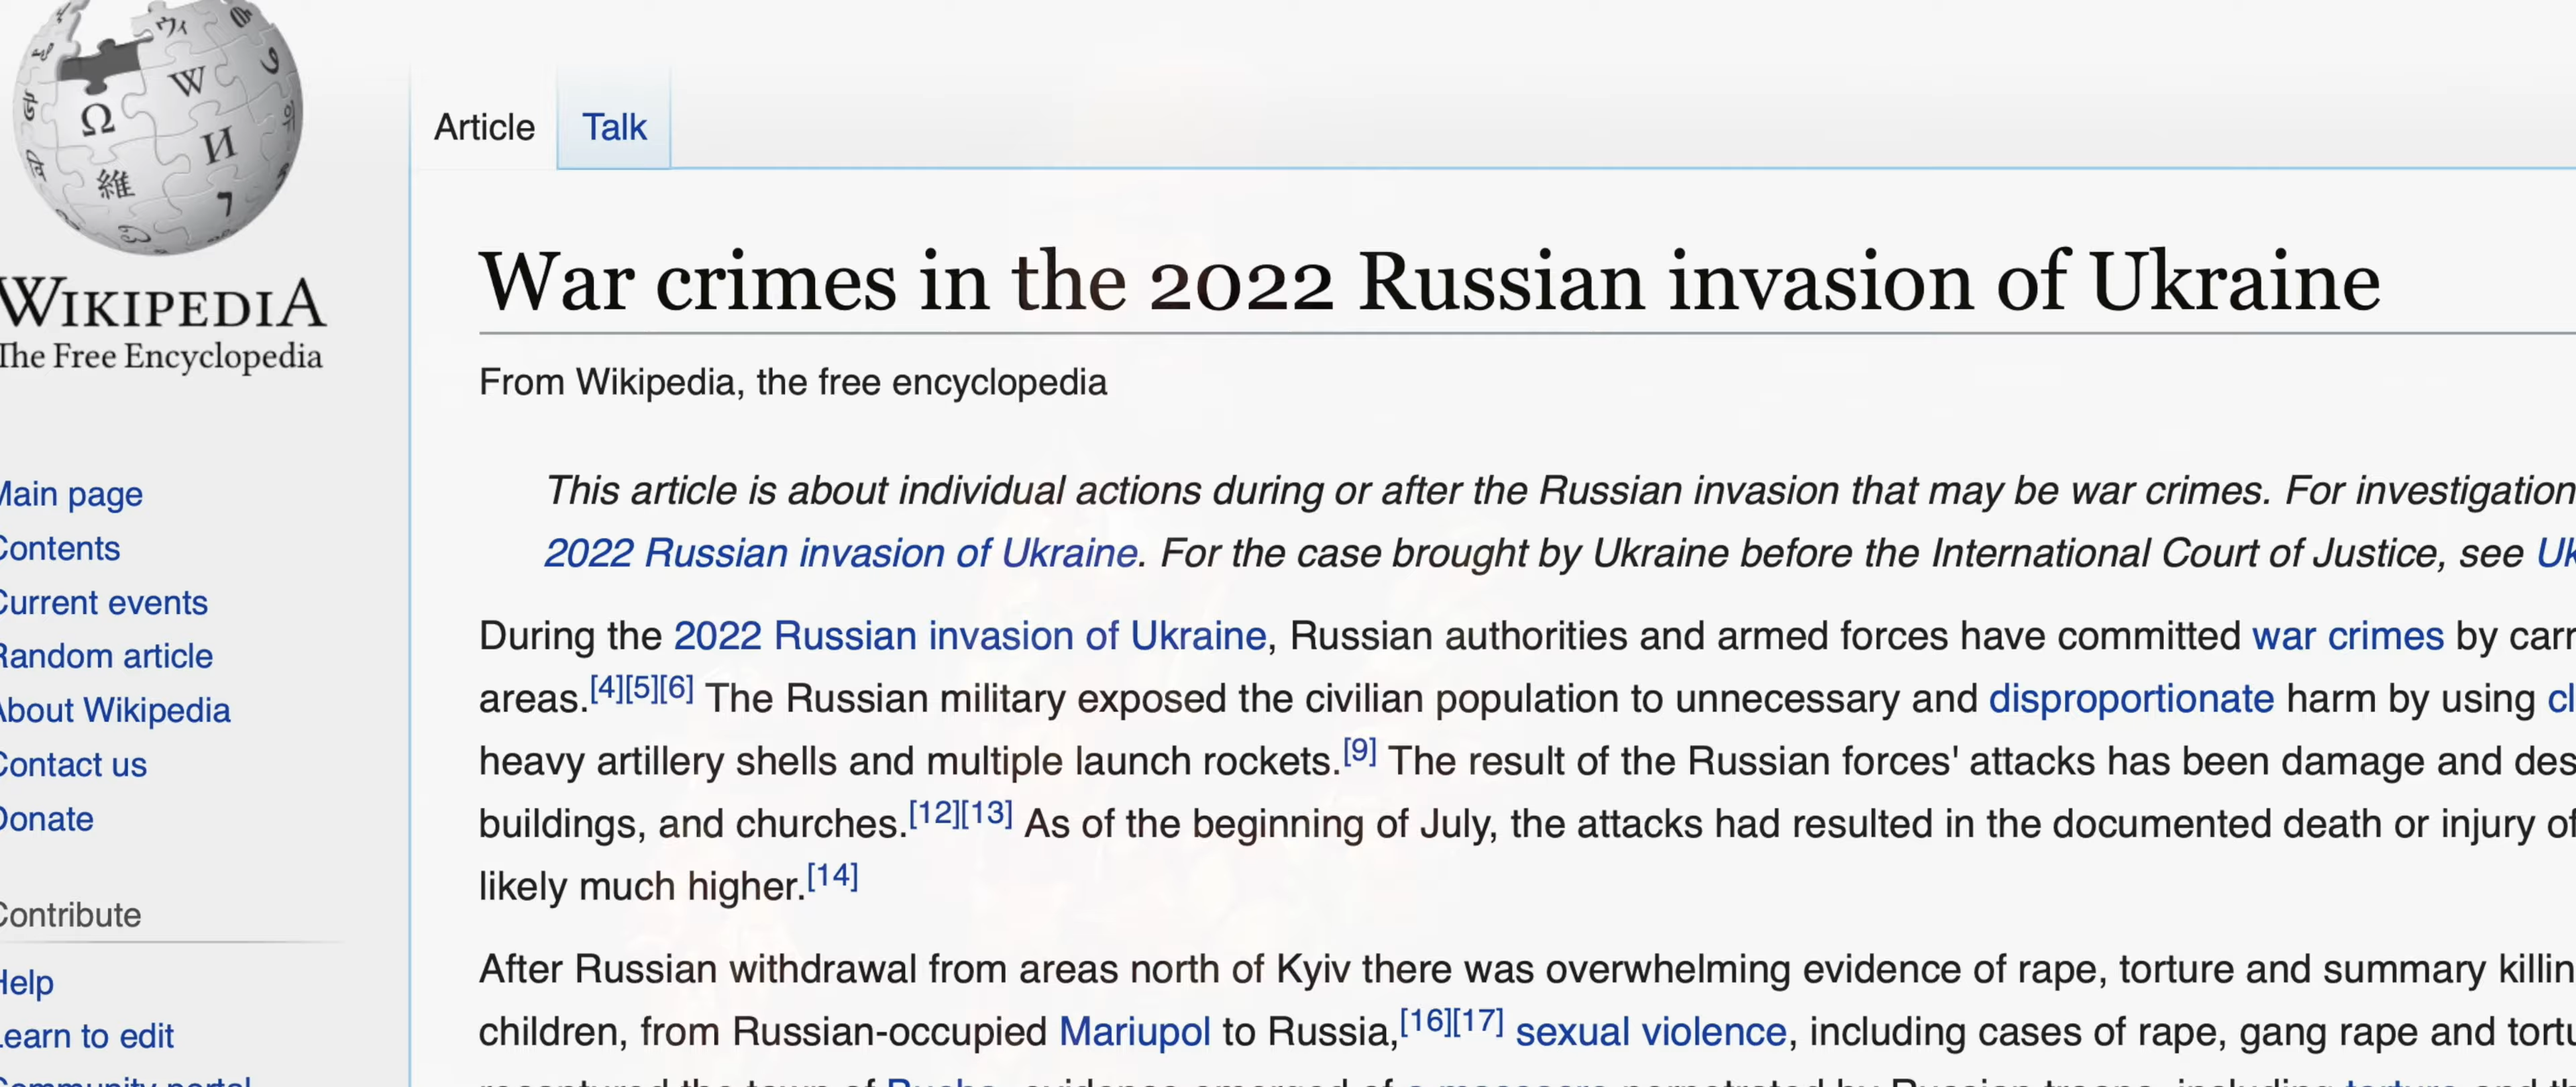 ウィ
W
Ω
И
維
WIKIPEDIA
The Free Encyclopedia
Article
Talk
War crimes in the 2022 Russian invasion of Ukraine
From Wikipedia, the free encyclopedia
This article is about individual actions during or after the Russian invasion that may be war crimes. For
2022 Russian invasion of Ukraine. For the case brought by Ukraine before the International Court of Justice, see
During the 2022 Russian invasion of Ukraine, Russian authorities and armed forces have committed war crimes by
areas.[4][5][6] The Russian military exposed the civilian population to unnecessary and disproportionate harm by using
heavy artillery shells and multiple launch rockets.[9] The result of the Russian forces' attacks has been damage and
buildings, and churches.[12][13] As of the beginning of July, the attacks had resulted in the documented death or injury of
likely much higher.[14]
After Russian withdrawal from areas north of Kyiv there was overwhelming evidence of rape, torture and summary
children, from Russian-occupied Mariupol to Russia,[16][17] sexual violence, including cases of rape, gang rape and
Main page
Contents
Current events
Random article
About Wikipedia
Contact us
Donate
Contribute
Help
Learn to edit